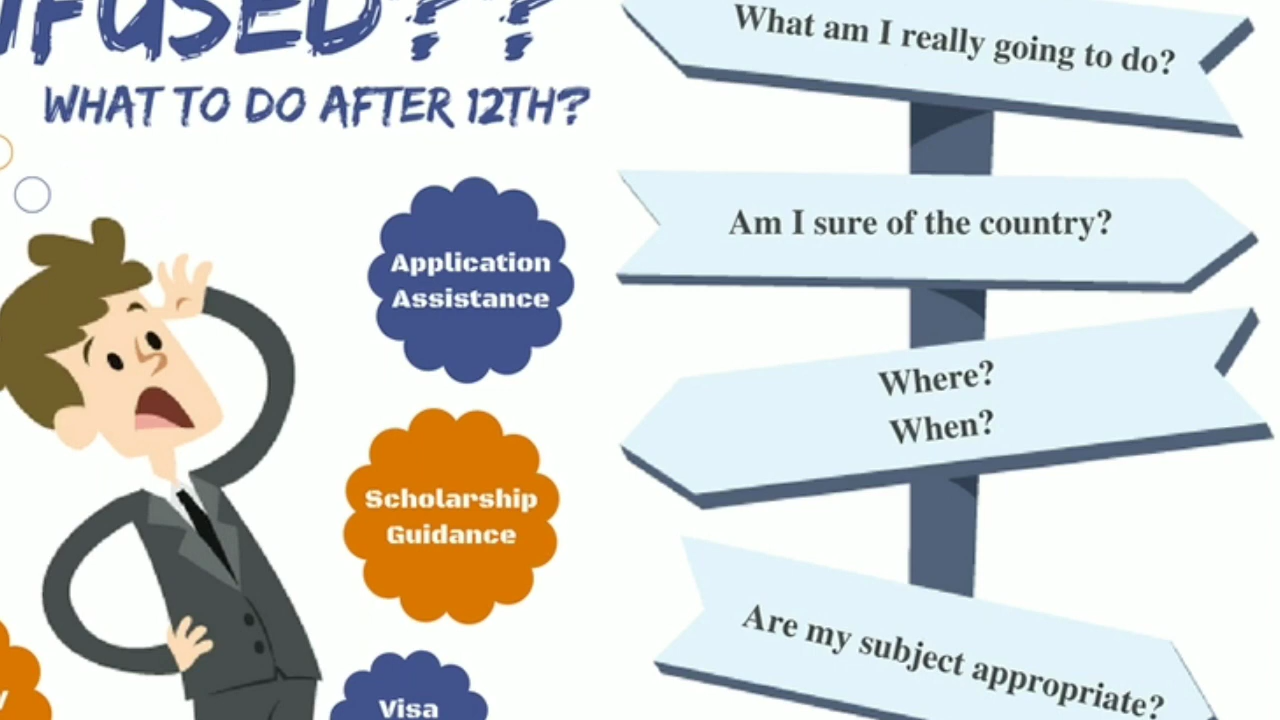 WHAT TO DO AFTER 12TH?
Application
Assistance
Scholarship
Guidance
Visa
What am I really going to do?
Am I sure of the country?
Where?
When?
Are my subject appropriate?